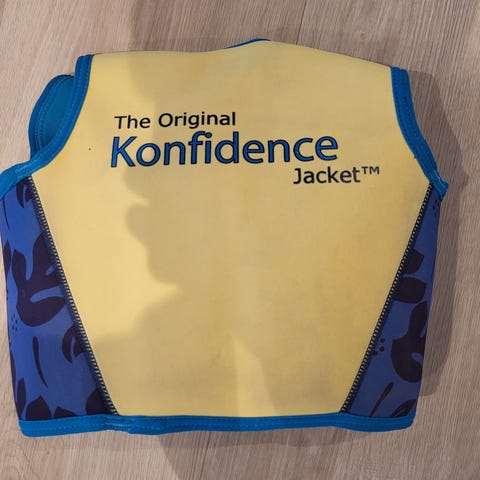 The Original
Konfidence
Jacket™